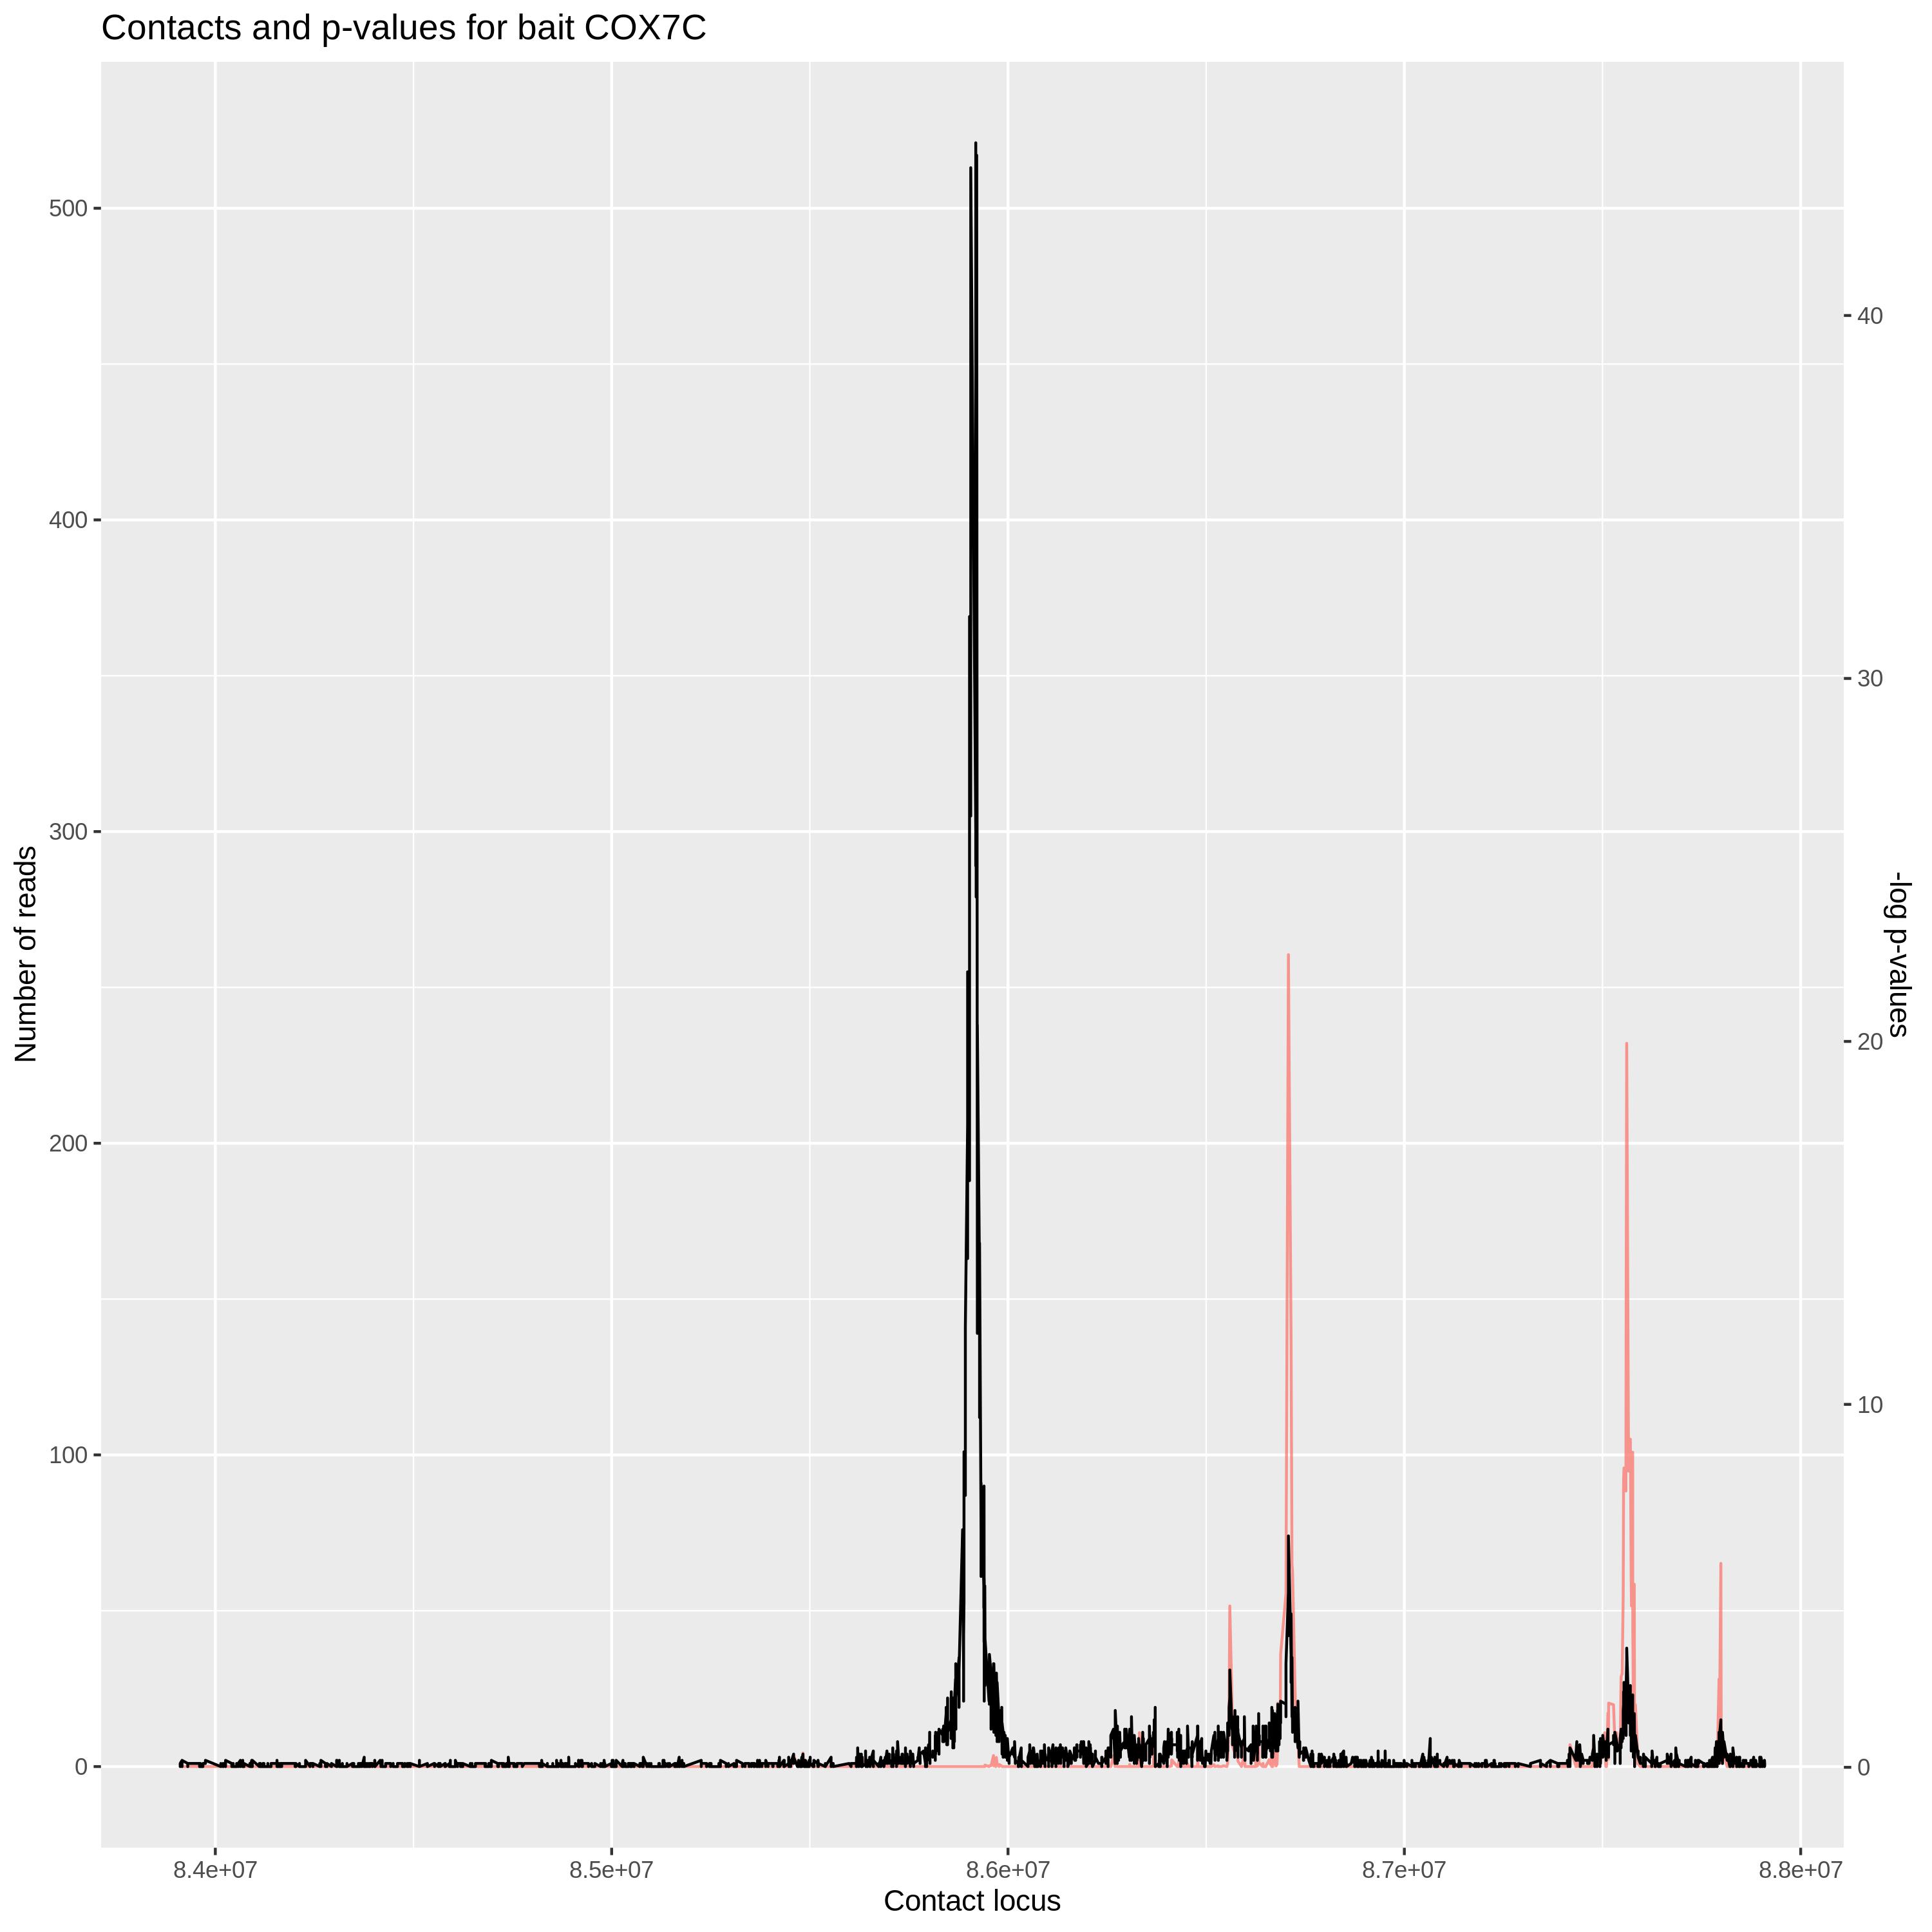 Contacts and p-values for bait COX7C
Number of reads
500
400
300
200
100
0
40
30
20
10
0
-log p-values
8.4e+07
8.5e+07
8.6e+07
8.7e+07
8.8e+07
Contact locus